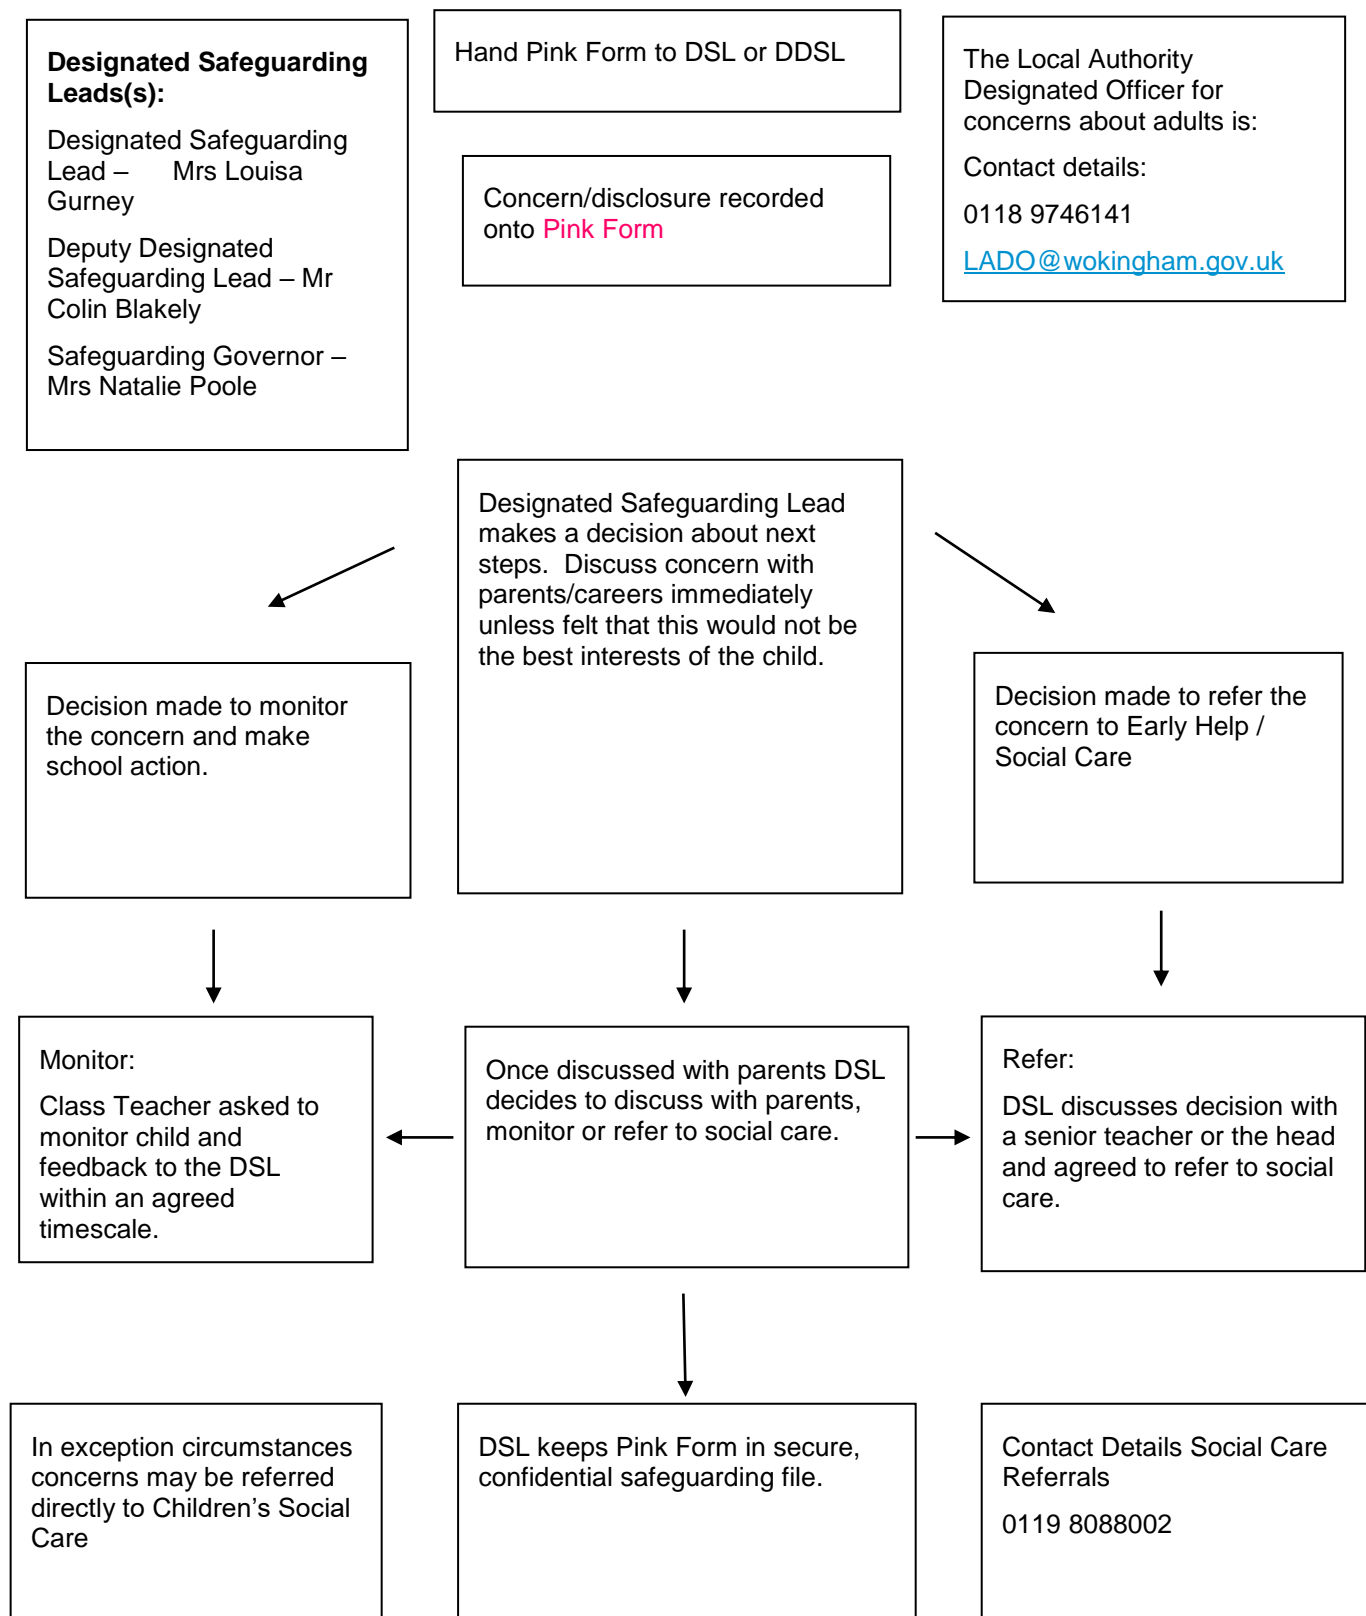 Designated Safeguarding
Leads(s):
Designated Safeguarding
Lead – Mrs Louisa
Gurney
Deputy Designated
Safeguarding Lead – Mr
Colin Blakely
Safeguarding Governor –
Mrs Natalie Poole
Hand Pink Form to DSL or DDSL
Concern/disclosure recorded
onto Pink Form
The Local Authority
Designated Officer for
concerns about adults is:
Contact details:
0118 9746141
LADO@wokingham.gov.uk
Designated Safeguarding Lead
makes a decision about next
steps. Discuss concern with
parents/careers immediately
unless felt that this would not be
the best interests of the child.
Decision made to monitor
the concern and make
school action.
Decision made to refer the
concern to Early Help /
Social Care
Monitor:
Class Teacher asked to
monitor child and
feedback to the DSL
within an agreed
timescale.
Once discussed with parents DSL
decides to discuss with parents,
monitor or refer to social care.
Refer:
DSL discusses decision with
a senior teacher or the head
and agreed to refer to social
care.
In exception circumstances
concerns may be referred
directly to Children’s Social
Care
DSL keeps Pink Form in secure,
confidential safeguarding file.
Contact Details Social Care
Referrals
0119 8088002